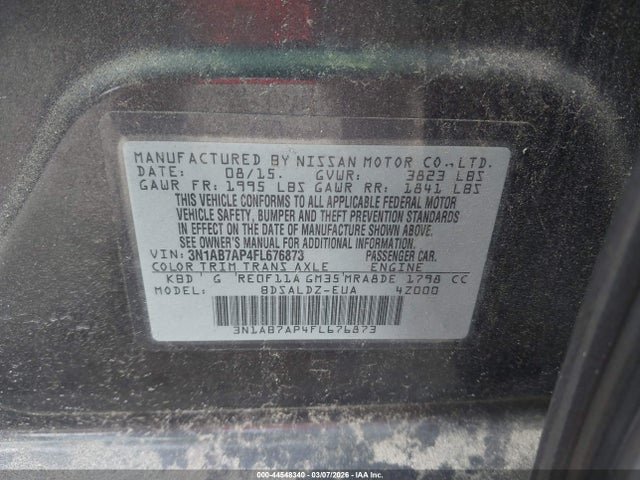 MANUFACTURED BY NISSAN MOTOR CO.,LTD.
DATE: 08/15. GVWR: 3823 LBS
GAWR FR: 1995 LBS GAWR RR: 1841 LBS
THIS VEHICLE CONFORMS TO ALL APPLICABLE FEDERAL MOTOR
VEHICLE SAFETY, BUMPER AND THEFT PREVENTION STANDARDS
IN EFFECT ON THE DATE OF MANUFACTURE SHOWN ABOVE.
SEE OWNER'S MANUAL FOR ADDITIONAL INFORMATION
VIN: 3N1AB7AP4FL676873 PASSENGER CAR.
COLOR TRIM TRANS AXLE ENGINE
KBD G RE0F11A GM35 MRA8DE 1798 CC
MODEL: BDSALDZ-EUA 42000
3N1AB7AP4FL676873
000-44548340 - 03/07/2026 - IAA Inc.